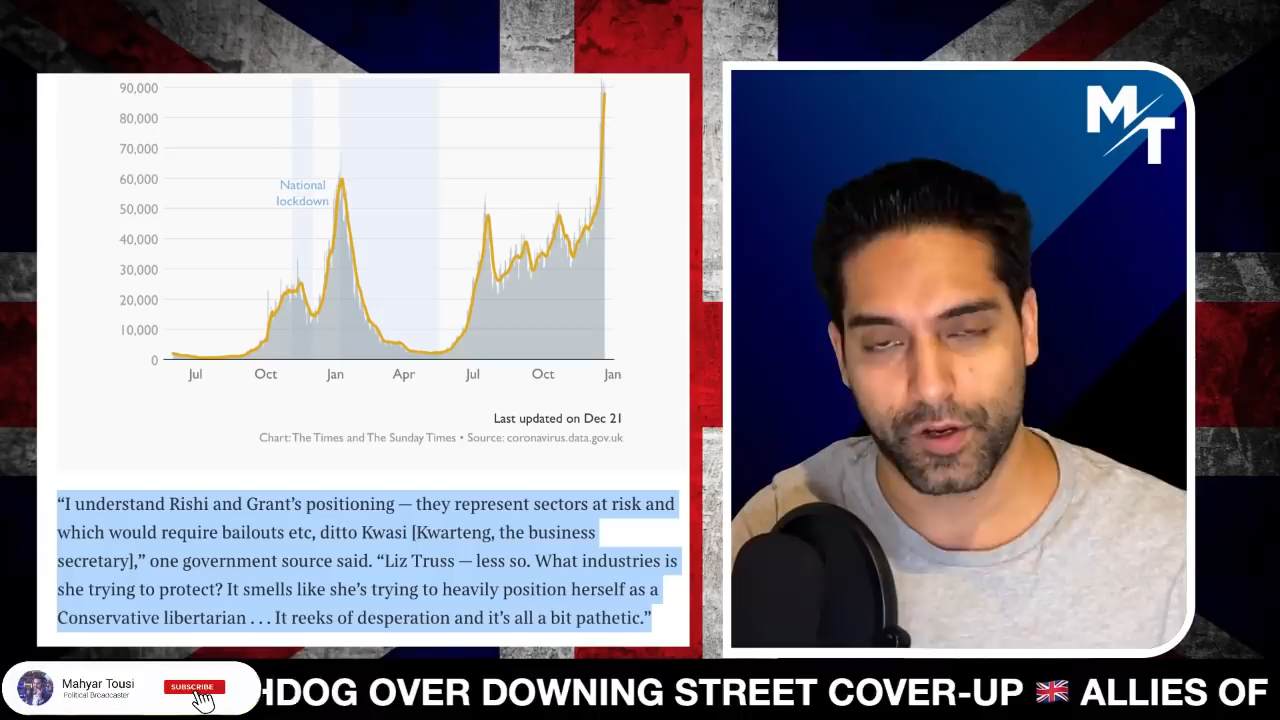 90,000
80,000
70,000
60,000
50,000
40,000
30,000
20,000
10,000
0
National
lockdown
Jul
Oct
Jan
Apr
Jul
Oct
Jan
Last updated on Dec 21
Chart: The Times and The Sunday Times • Source: coronavirus.data.gov.uk
“I understand Rishi and Grant’s positioning — they represent sectors at risk and
which would require bailouts etc, ditto Kwasi [Kwarteng, the business
secretary],” one government source said. “Liz Truss — less so. What industries is
she trying to protect? It smells like she’s trying to heavily position herself as a
Conservative libertarian . . . It reeks of desperation and it’s all a bit pathetic.”
MT
Mahyar Tousi
Political Broadcaster
SUBSCRIBE
HDOG OVER DOWNING STREET COVER-UP 🇬🇧 ALLIES OF